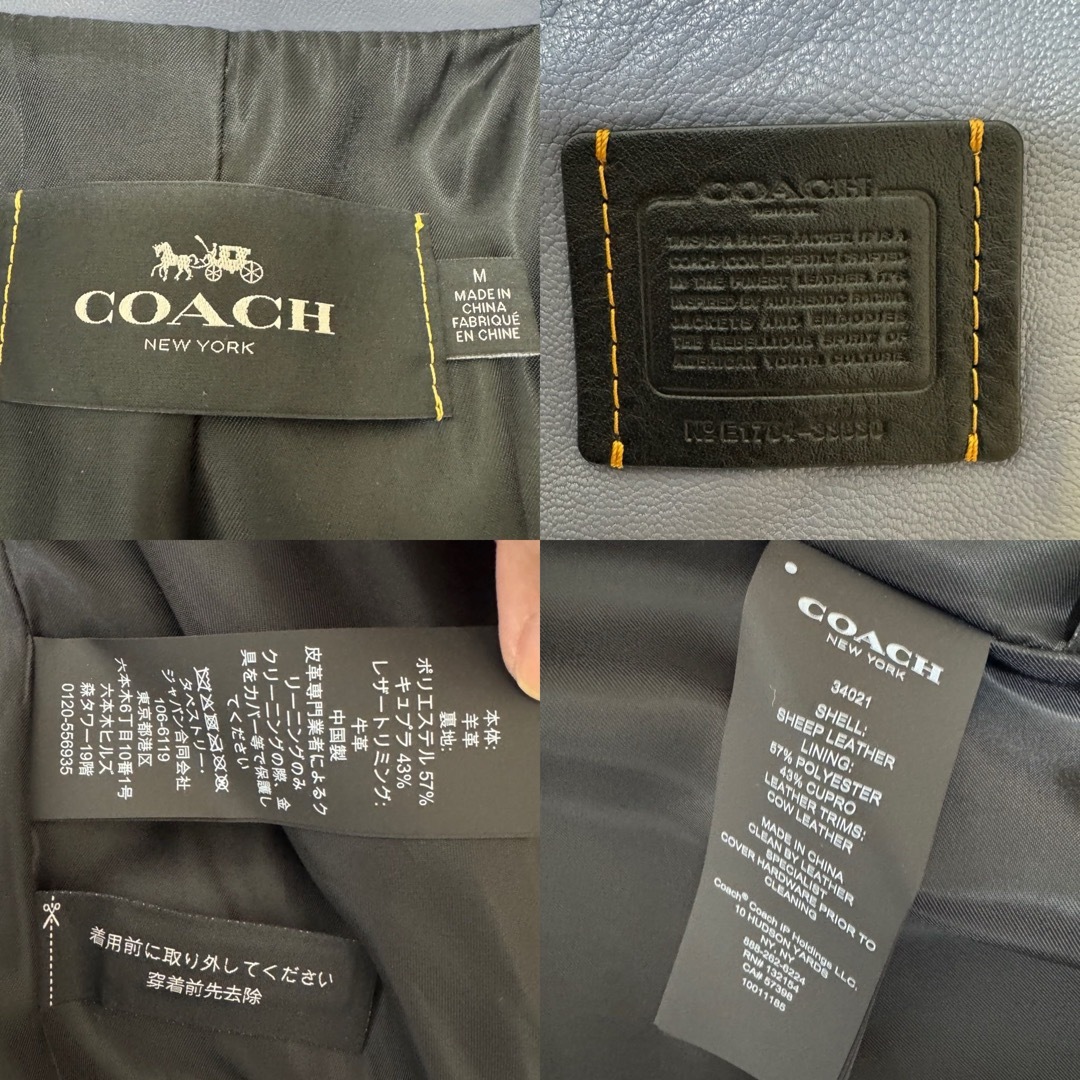 COACH
NEW YORK
M
MADE IN
CHINA
FABRIQUÉ
EN CHINE
COACH
NEW YORK
THIS IS A RACER JACKET. IT IS A
COACH ICON EXPERTLY CRAFTED
IN THE FINEST LEATHER. IT'S
INSPIRED BY AUTHENTIC RACING
JACKETS AND EMBODIES
THE REBELLIOUS SPIRIT OF
AMERICAN YOUTH CULTURE.
本体:
羊革
裏地:
ポリエステル 57%
キュプラ 43%
レザートリミング:
牛革
中国製
皮革専門業者によるク
リーニングのみ
クリーニングの際、金
具をカバー等で保護し
てください
タペストリー・
ジャパン合同会社
106-6119
東京都港区
六本木6丁目10番1号
六本木ヒルズ
森タワー19階
0120-556935
着用前に取り外してください
穿着前先去除
COACH
NEW YORK
34021
SHELL:
SHEEP LEATHER
LINING:
57% POLYESTER
43% CUPRO
LEATHER TRIMS:
COW LEATHER
MADE IN CHINA
CLEAN BY LEATHER
SPECIALIST
COVER HARDWARE PRIOR TO
CLEANING
Coach® Coach IP Holdings LLC.
10 HUDSON YARDS
NY, NY
888-262-6224
RN# 132154
CA# 57398
10011185